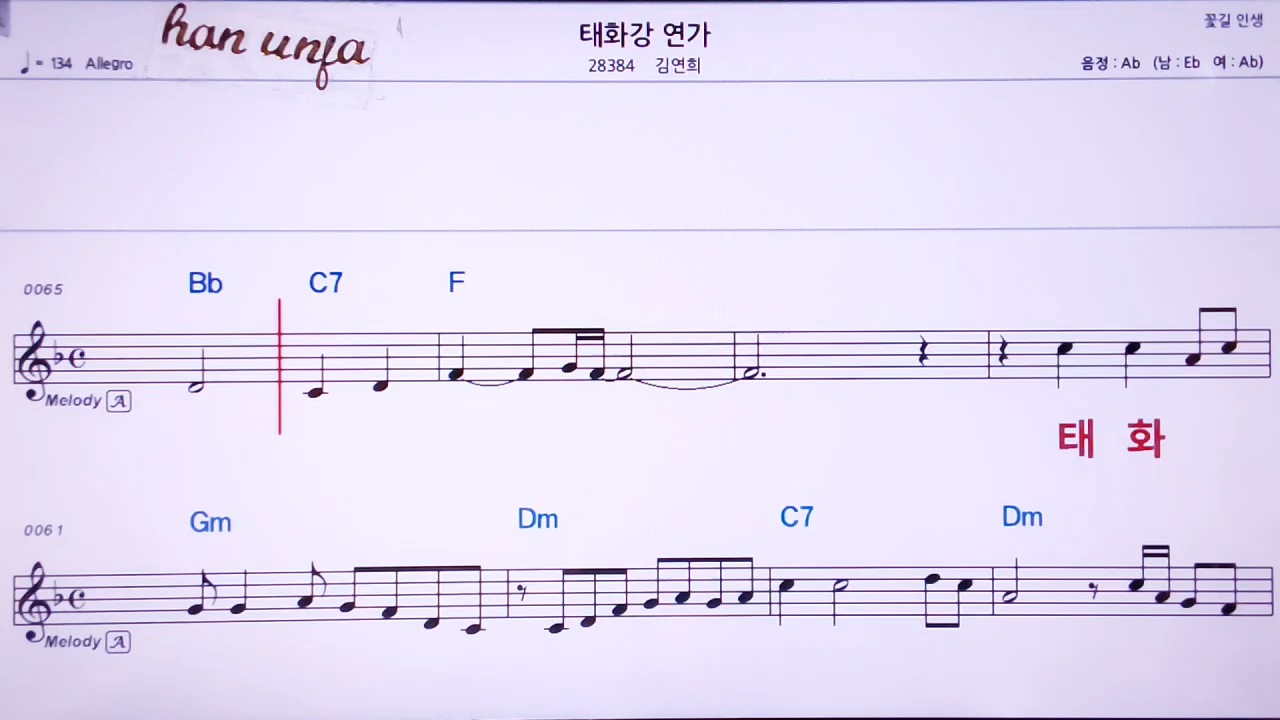 han unfa
태화강 연가
꽃길 인생
♩= 134 Allegro
28384 김연희
음정 : Ab (남 : Eb 여 : Ab)
0065
Bb C7 F
Melody A
태 화
0061
Gm Dm C7 Dm
Melody A